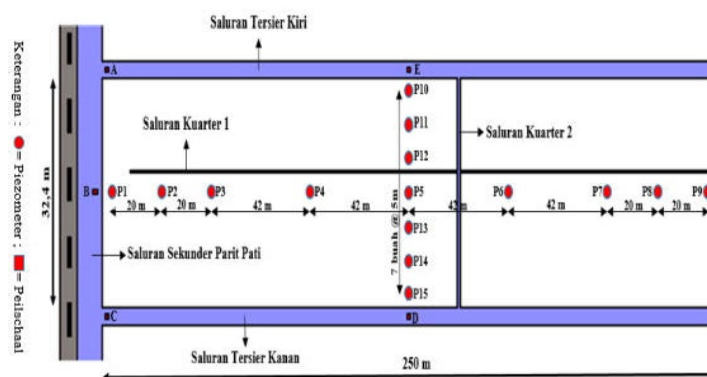 Keterangan : = Piezometer ; = Peilschaal
Saluran Tersier Kiri
A
E
P10
P11
P12
Saluran Kuarter 1
Saluran Kuarter 2
32,4 m
B
P1
P2
P3
P4
P5
P6
P7
P8
P9
20 m
20 m
42 m
42 m
42 m
42 m
20 m
20 m
7 buah @ 5m
P13
P14
P15
Saluran Sekunder Parit Pati
C
D
Saluran Tersier Kanan
250 m